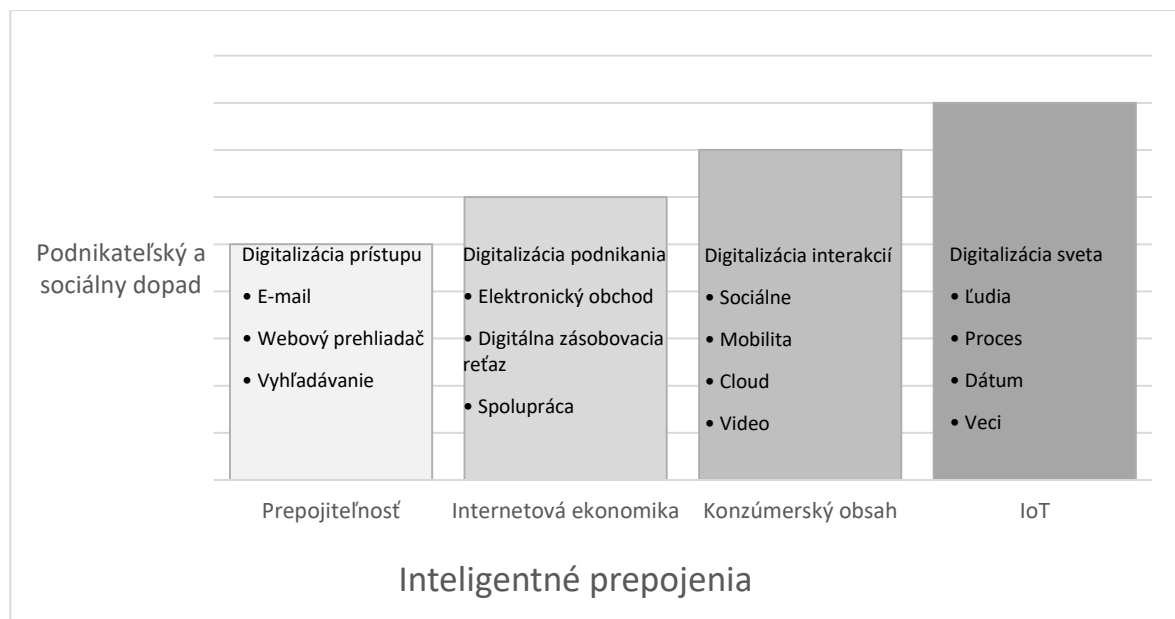 Podnikateľský a
sociálny dopad
Digitalizácia prístupu
• E-mail
• Webový prehliadač
• Vyhľadávanie
Digitalizácia podnikania
• Elektronický obchod
• Digitálna zásobovacia
reťaz
• Spolupráca
Digitalizácia interakcií
• Sociálne
• Mobilita
• Cloud
• Video
Digitalizácia sveta
• Ľudia
• Proces
• Dátum
• Veci
Prepojiteľnosť
Internetová ekonomika
Konzúmerský obsah
IoT
Inteligentné prepojenia